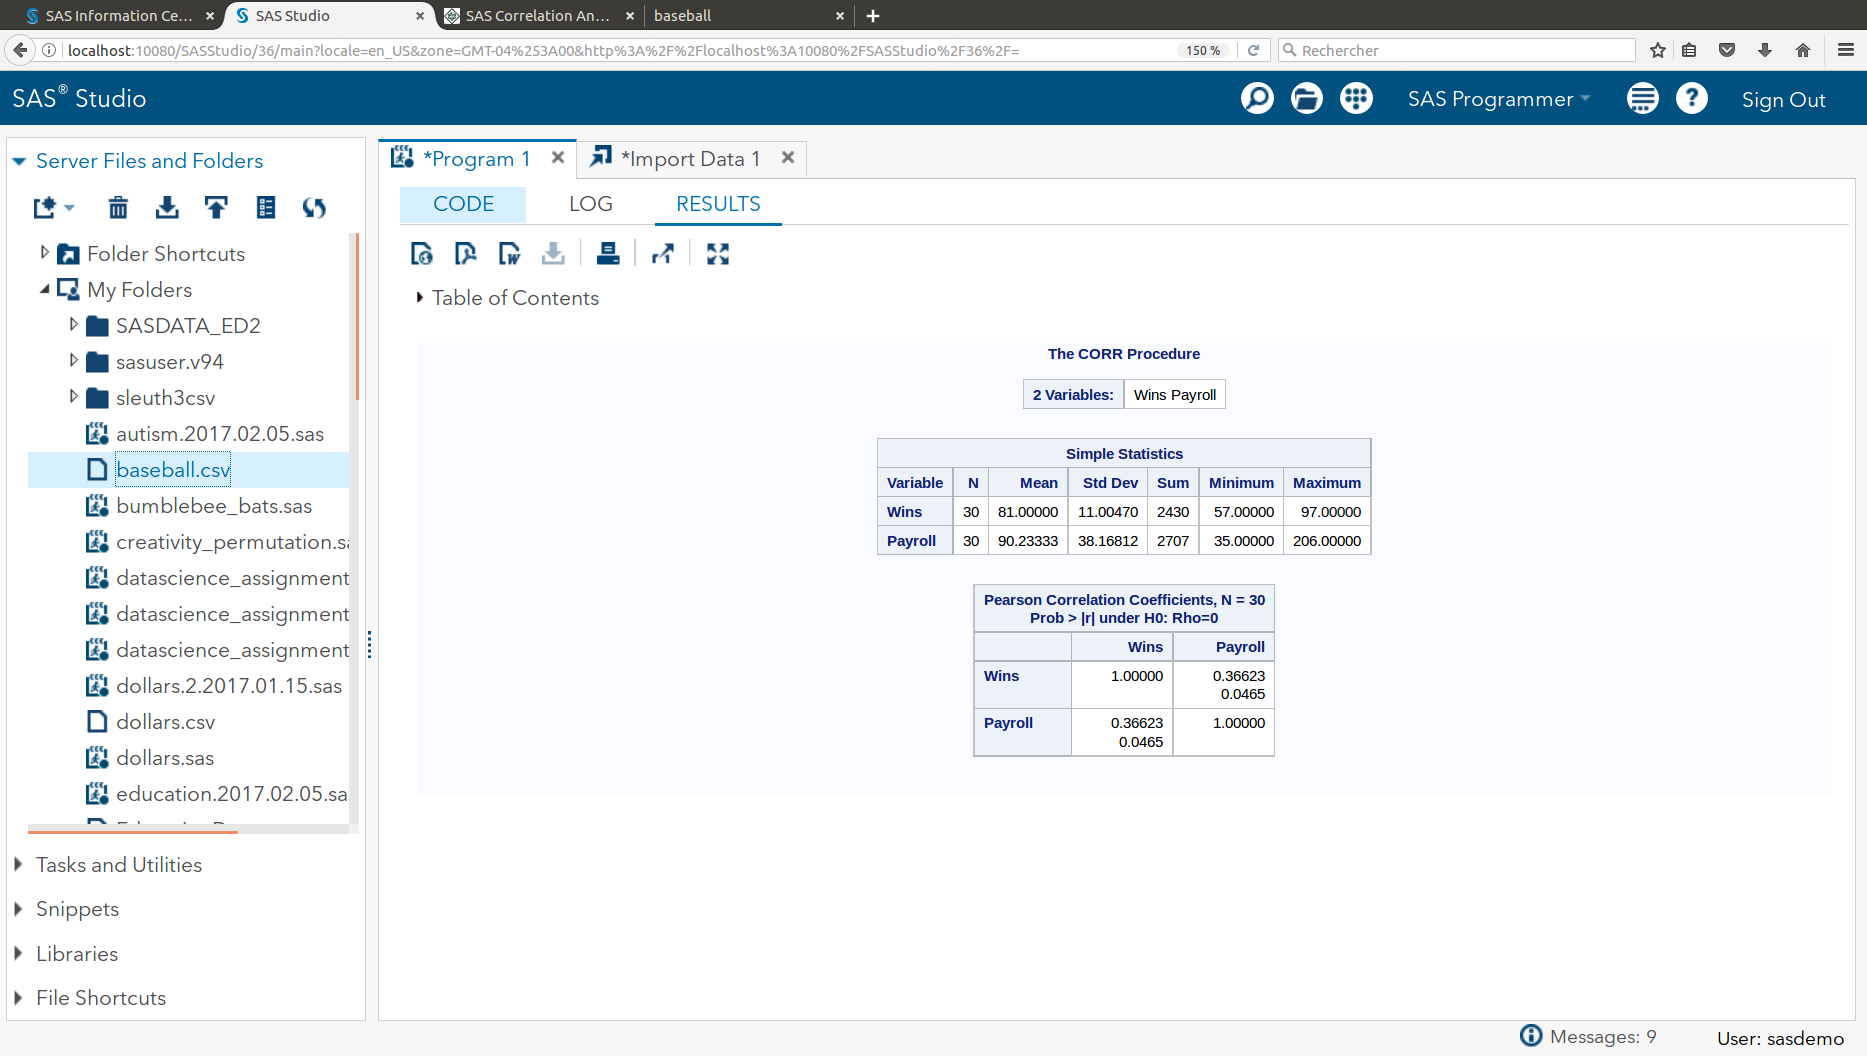 SAS Information Ce...
SAS Studio
SAS Correlation An...
baseball
localhost:10080/SASStudio/36/main?locale=en_US&zone=GMT-04%253A00&http%3A%2F%2Flocalhost%3A10080%2FSASStudio%2F36%2F=
150 %
Rechercher
SAS® Studio
SAS Programmer
Sign Out
Server Files and Folders
Folder Shortcuts
My Folders
SASDATA_ED2
sasuser.v94
sleuth3csv
autism.2017.02.05.sas
baseball.csv
bumblebee_bats.sas
creativity_permutation.sa
datascience_assignment
datascience_assignment
datascience_assignment
dollars.2.2017.01.15.sas
dollars.csv
dollars.sas
education.2017.02.05.sa
Tasks and Utilities
Snippets
Libraries
File Shortcuts
*Program 1
*Import Data 1
CODE LOG RESULTS
Table of Contents
The CORR Procedure
2 Variables: Wins Payroll
Simple Statistics
Variable N Mean Std Dev Sum Minimum Maximum
Wins 30 81.00000 11.00470 2430 57.00000 97.00000
Payroll 30 90.23333 38.16812 2707 35.00000 206.00000
Pearson Correlation Coefficients, N = 30
Prob > |r| under H0: Rho=0
Wins Payroll
Wins 1.00000 0.36623
0.0465
Payroll 0.36623 1.00000
0.0465
Messages: 9
User: sasdemo